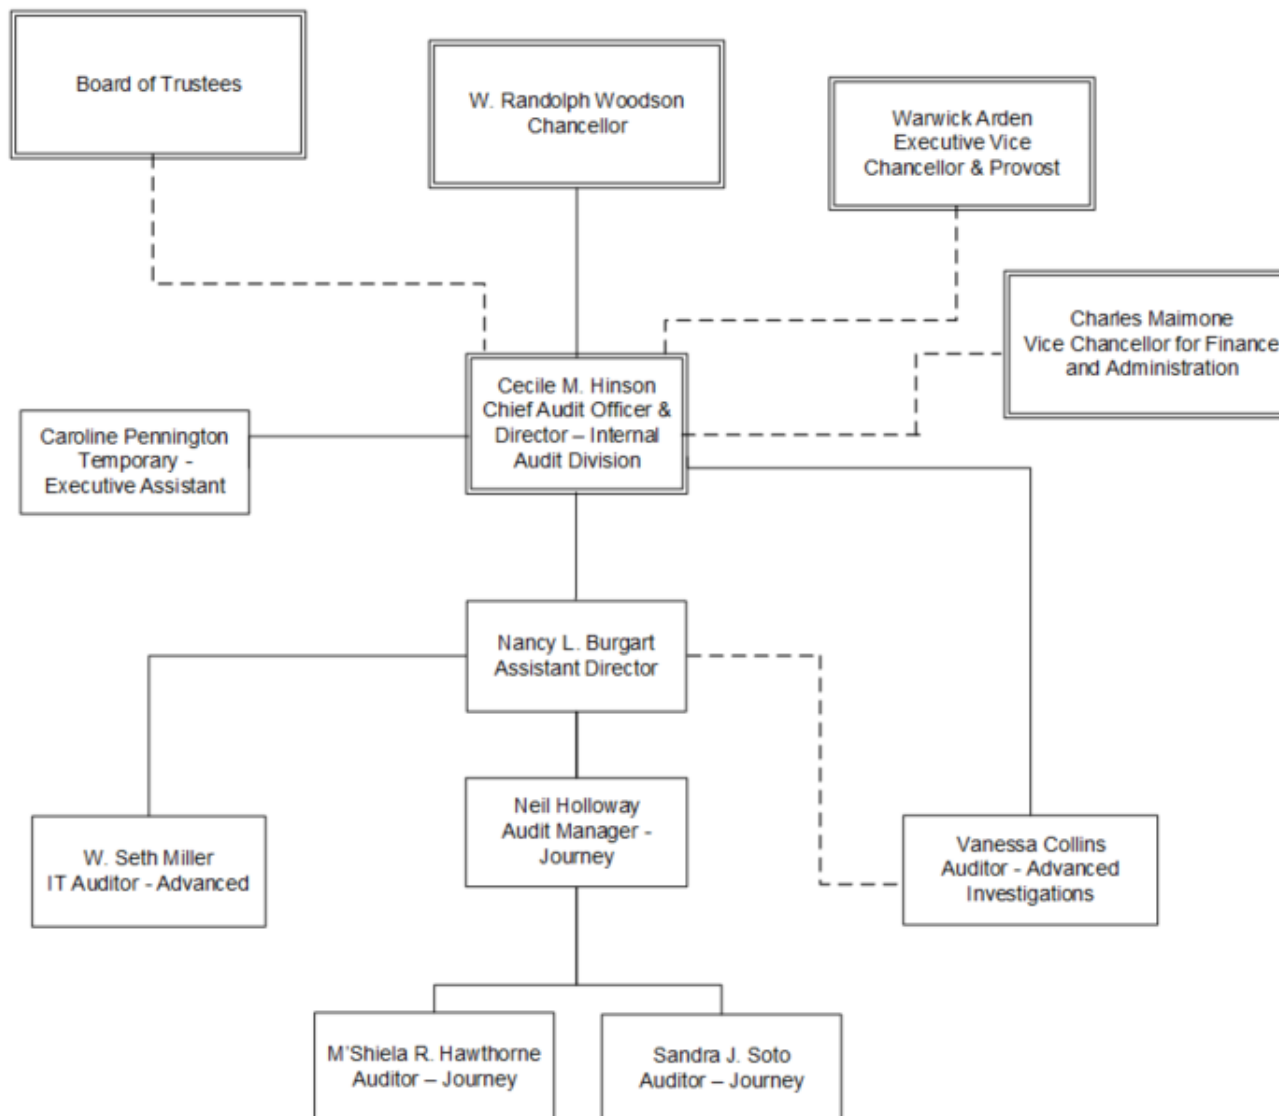 Board of Trustees
W. Randolph Woodson
Chancellor
Warwick Arden
Executive Vice
Chancellor & Provost
Charles Maimone
Vice Chancellor for Finance
and Administration
Cecile M. Hinson
Chief Audit Officer &
Director – Internal
Audit Division
Caroline Pennington
Temporary -
Executive Assistant
Nancy L. Burgart
Assistant Director
Neil Holloway
Audit Manager -
Journey
W. Seth Miller
IT Auditor - Advanced
Vanessa Collins
Auditor - Advanced
Investigations
M'Shiela R. Hawthorne
Auditor – Journey
Sandra J. Soto
Auditor – Journey